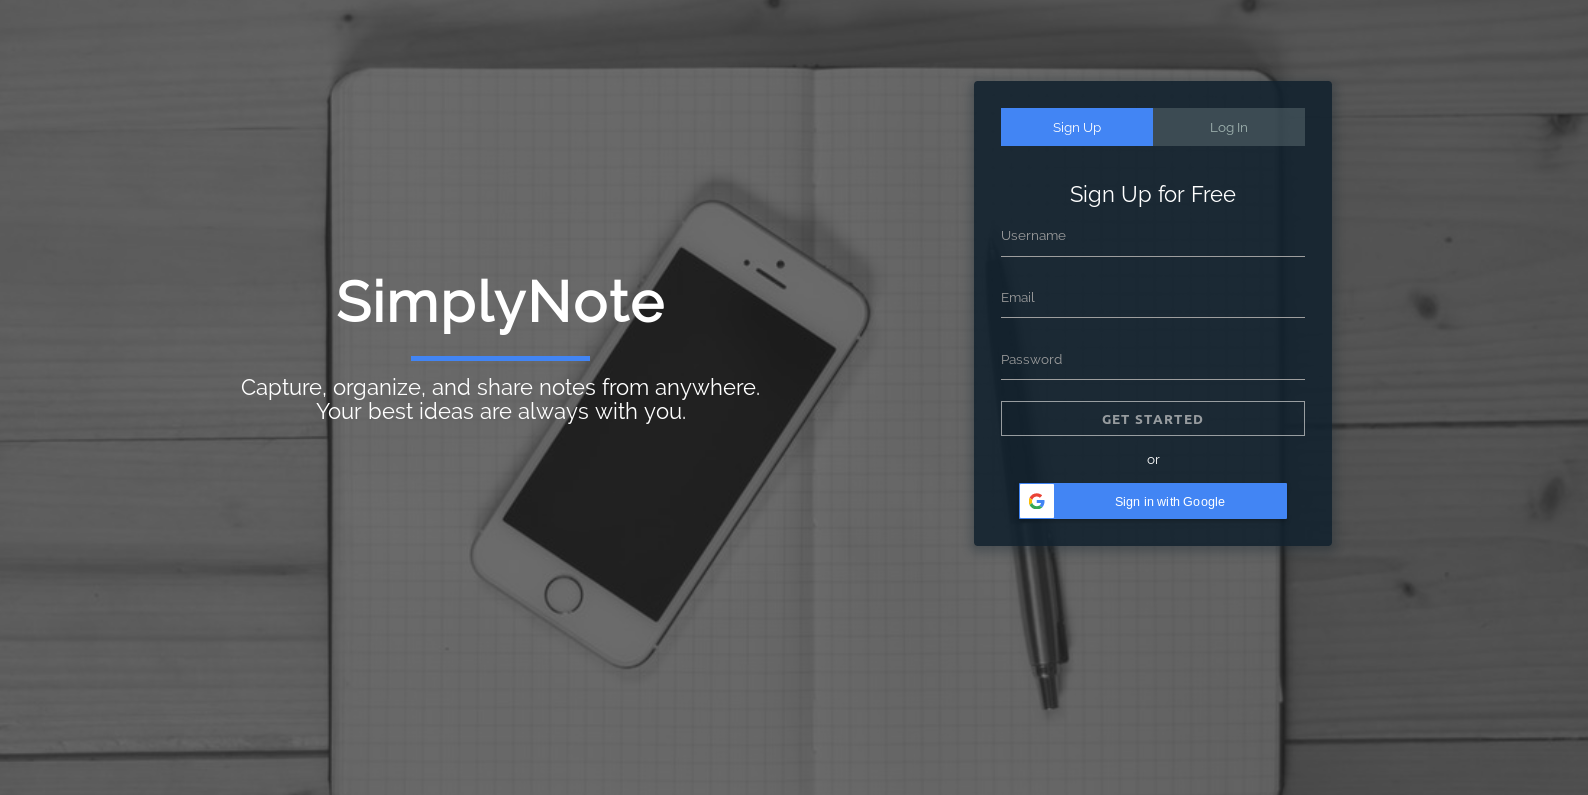 SimplyNote
Capture, organize, and share notes from anywhere.
Your best ideas are always with you.
Sign Up
Log In
Sign Up for Free
Username
Email
Password
GET STARTED
or
Sign in with Google